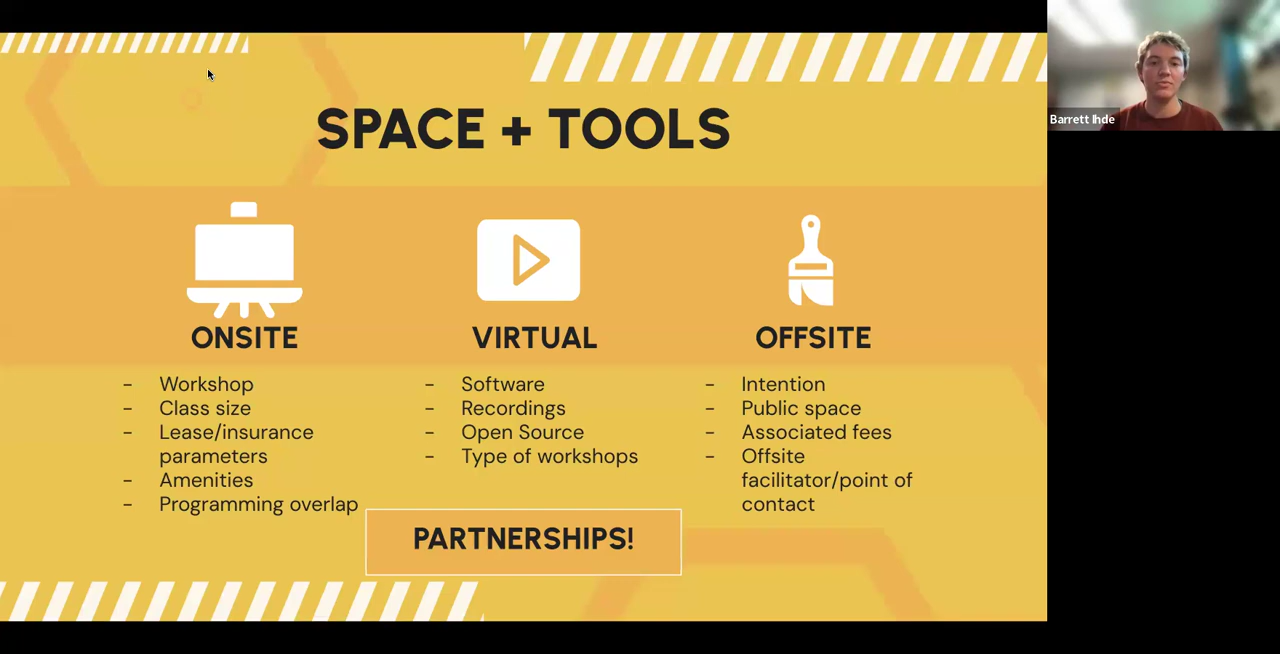 SPACE + TOOLS
ONSITE
- Workshop
- Class size
- Lease/insurance
parameters
- Amenities
- Programming overlap
VIRTUAL
- Software
- Recordings
- Open Source
- Type of workshops
OFFSITE
- Intention
- Public space
- Associated fees
- Offsite
facilitator/point of
contact
PARTNERSHIPS!
Barrett Ihde